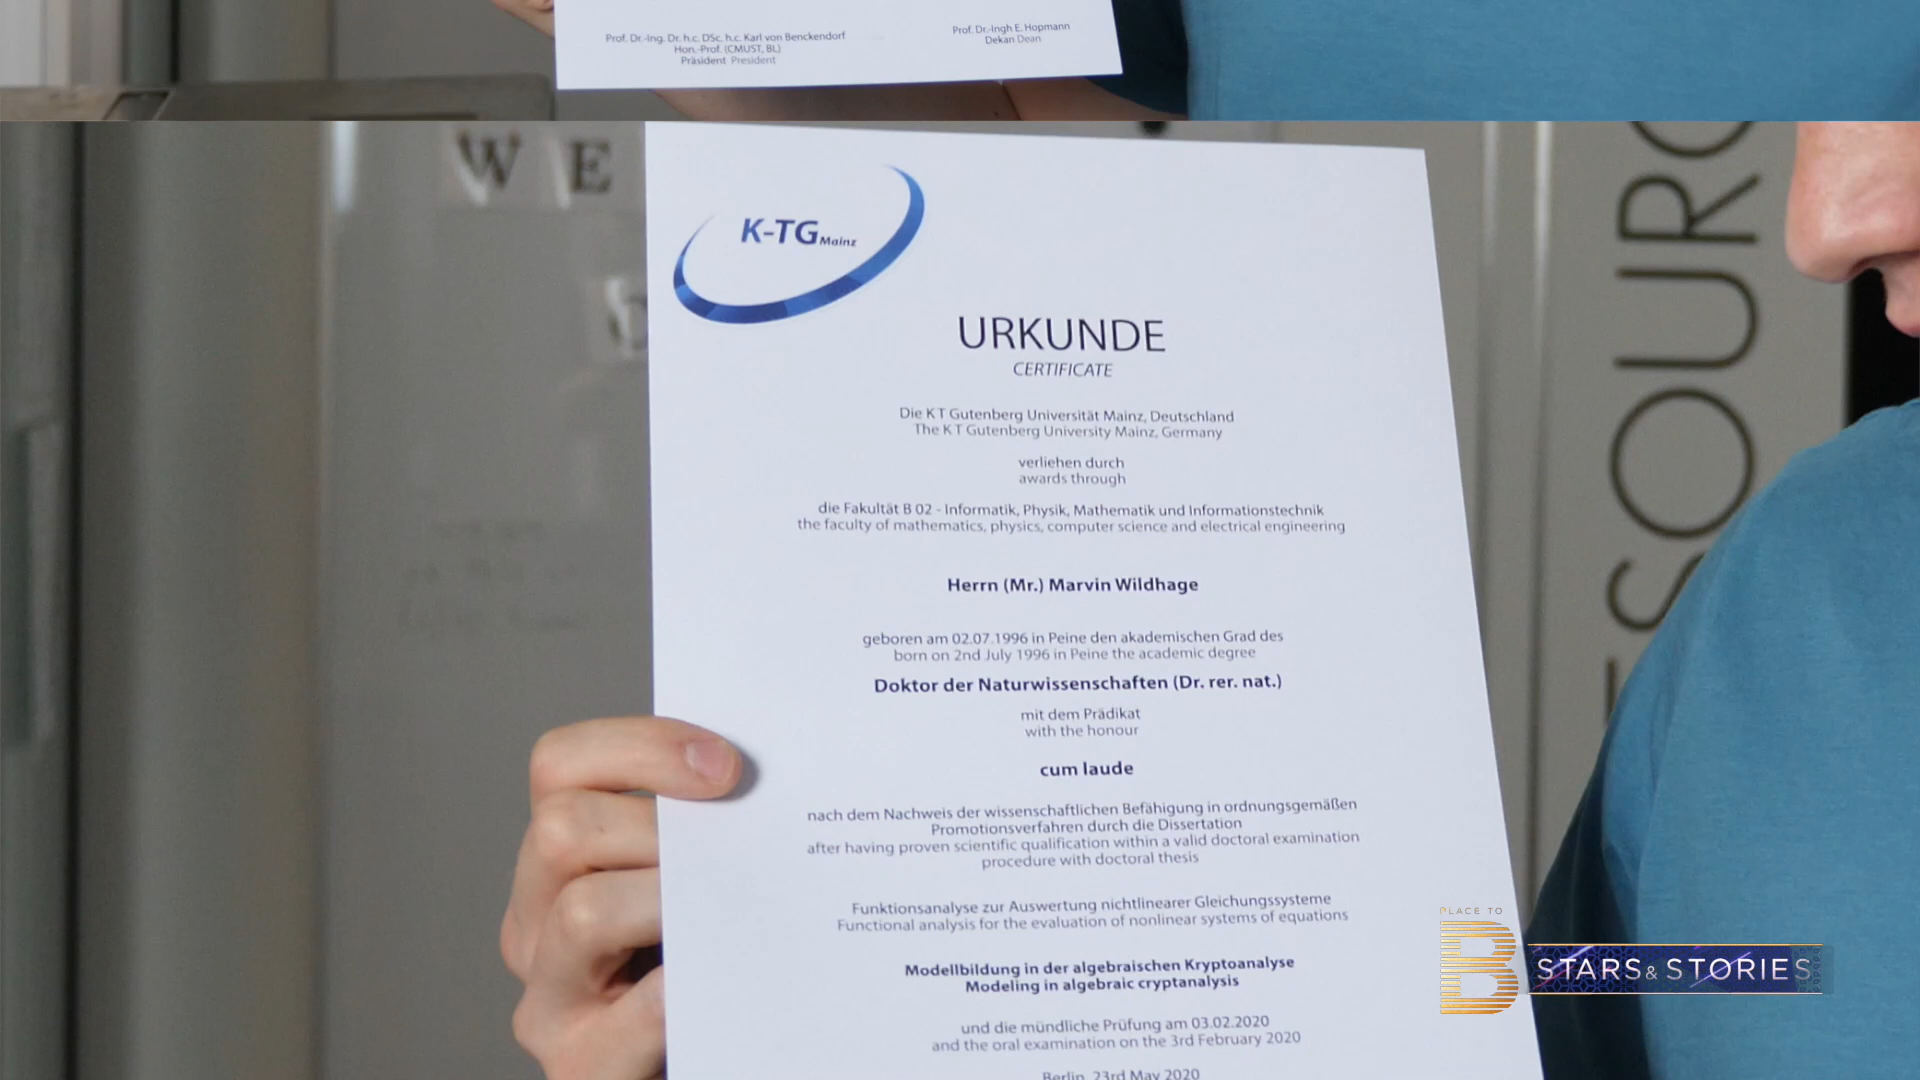 Prof. Dr.-Ing. Dr. h.c. DSc. h.c. Karl von Benckendorf
Hon.-Prof. (CMUST, BL)
Präsident President
Prof. Dr.-Ingh E. Hopmann
Dekan Dean
W E
K-TG Mainz
URKUNDE
CERTIFICATE
Die K T Gutenberg Universität Mainz, Deutschland
The K T Gutenberg University Mainz, Germany
verliehen durch
awards through
die Fakultät B 02 - Informatik, Physik, Mathematik und Informationstechnik
the faculty of mathematics, physics, computer science and electrical engineering
Herrn (Mr.) Marvin Wildhage
geboren am 02.07.1996 in Peine den akademischen Grad des
born on 2nd July 1996 in Peine the academic degree
Doktor der Naturwissenschaften (Dr. rer. nat.)
mit dem Prädikat
with the honour
cum laude
nach dem Nachweis der wissenschaftlichen Befähigung in ordnungsgemäßen
Promotionsverfahren durch die Dissertation
after having proven scientific qualification within a valid doctoral examination
procedure with doctoral thesis
Funktionsanalyse zur Auswertung nichtlinearer Gleichungssysteme
Functional analysis for the evaluation of nonlinear systems of equations
Modellbildung in der algebraischen Kryptoanalyse
Modeling in algebraic cryptanalysis
und die mündliche Prüfung am 03.02.2020
and the oral examination on the 3rd February 2020
Berlin, 23rd May 2020
ESOURC
PLACE TO
B
STARS & STORIES